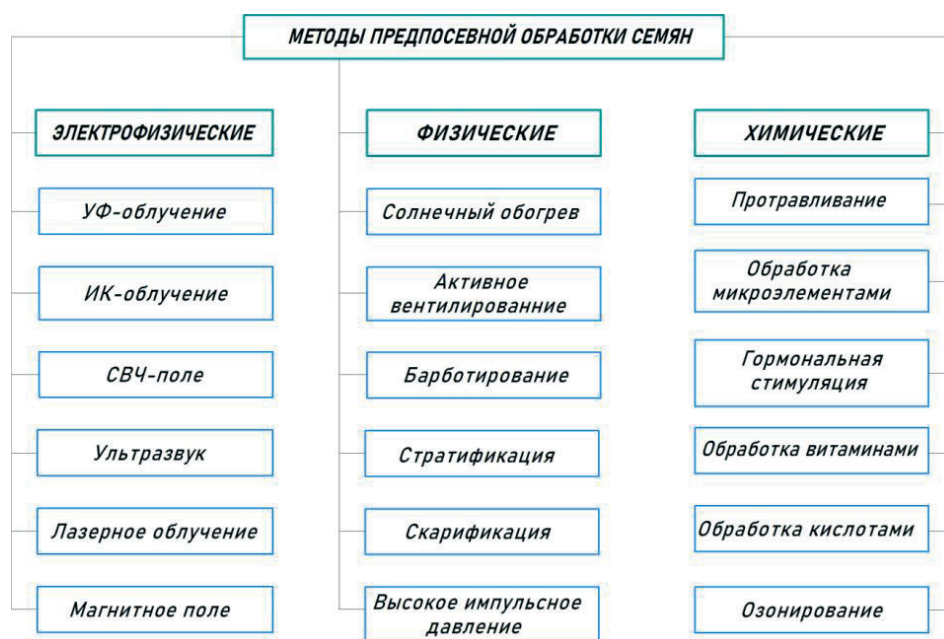 МЕТОДЫ ПРЕДПОСЕВНОЙ ОБРАБОТКИ СЕМЯН
ЭЛЕКТРОФИЗИЧЕСКИЕ
УФ-облучение
ИК-облучение
СВЧ-поле
Ультразвук
Лазерное облучение
Магнитное поле
ФИЗИЧЕСКИЕ
Солнечный обогрев
Активное
вентилированние
Барботирование
Стратификация
Скарификация
Высокое импульсное
давление
ХИМИЧЕСКИЕ
Протравливание
Обработка
микроэлементами
Гормональная
стимуляция
Обработка витаминами
Обработка кислотами
Озонирование